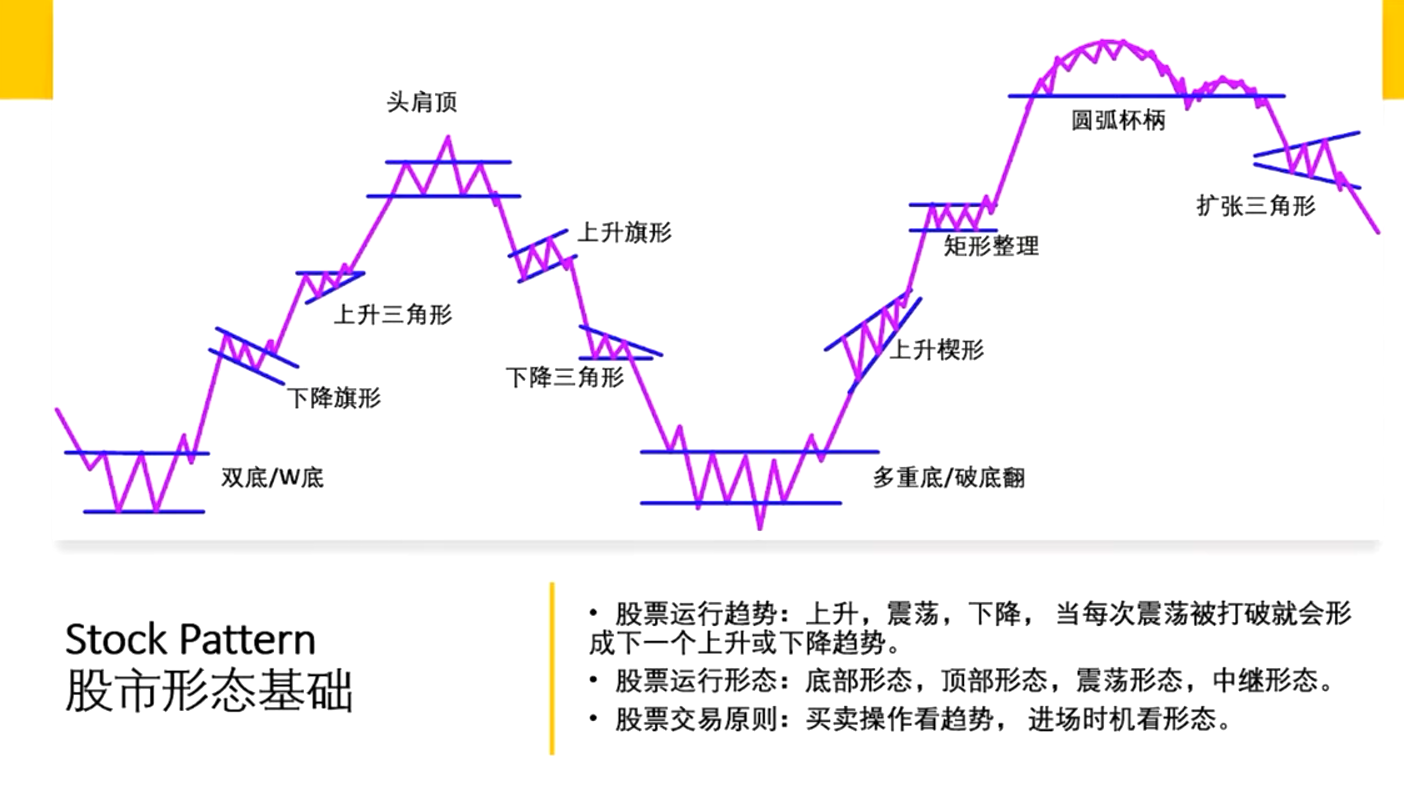 头肩顶
圆弧杯柄
扩张三角形
上升旗形
矩形整理
上升三角形
上升楔形
下降三角形
下降旗形
双底/W底
多重底/破底翻
Stock Pattern
股市形态基础
• 股票运行趋势：上升，震荡，下降， 当每次震荡被打破就会形
成下一个上升或下降趋势。
• 股票运行形态：底部形态，顶部形态，震荡形态，中继形态。
• 股票交易原则：买卖操作看趋势， 进场时机看形态。